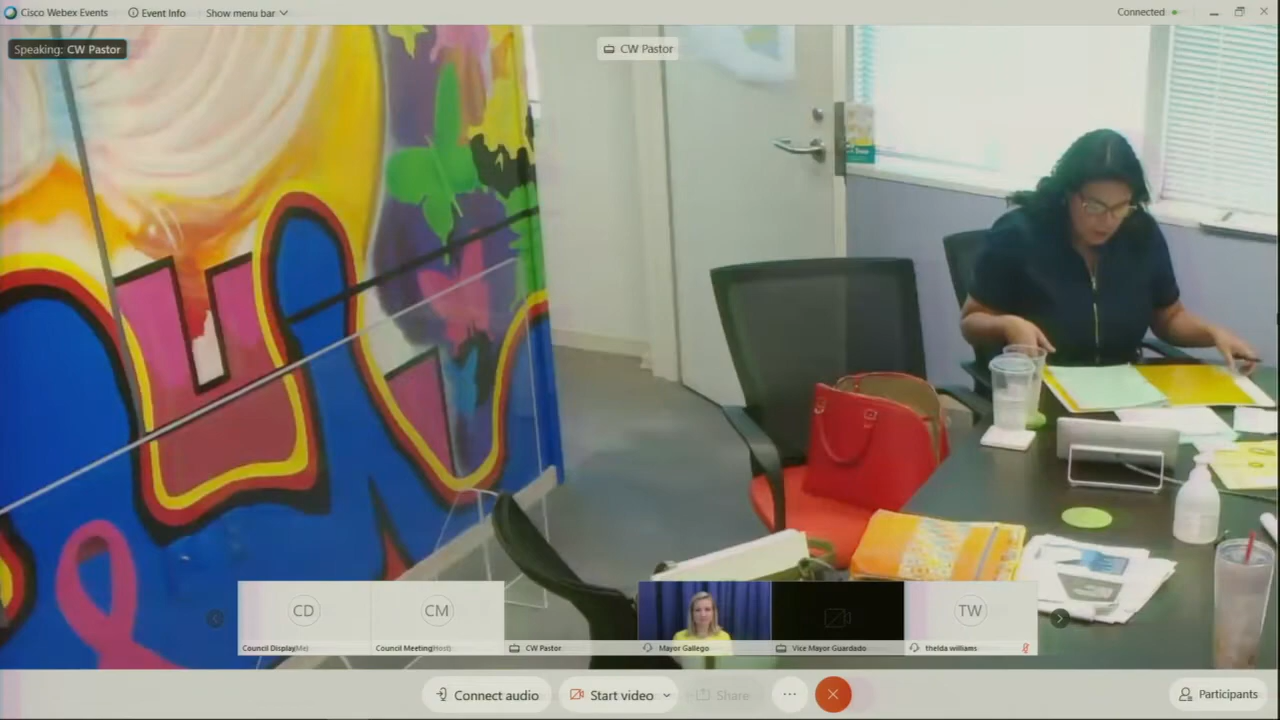 Cisco Webex Events
Event Info
Show menu bar
Connected
Speaking: CW Pastor
CW Pastor
CD
Council Display(Me)
CM
Council Meeting(Host)
CW Pastor
Mayor Gallego
Vice Mayor Guardado
TW
thelda williams
Connect audio
Start video
Share
Participants